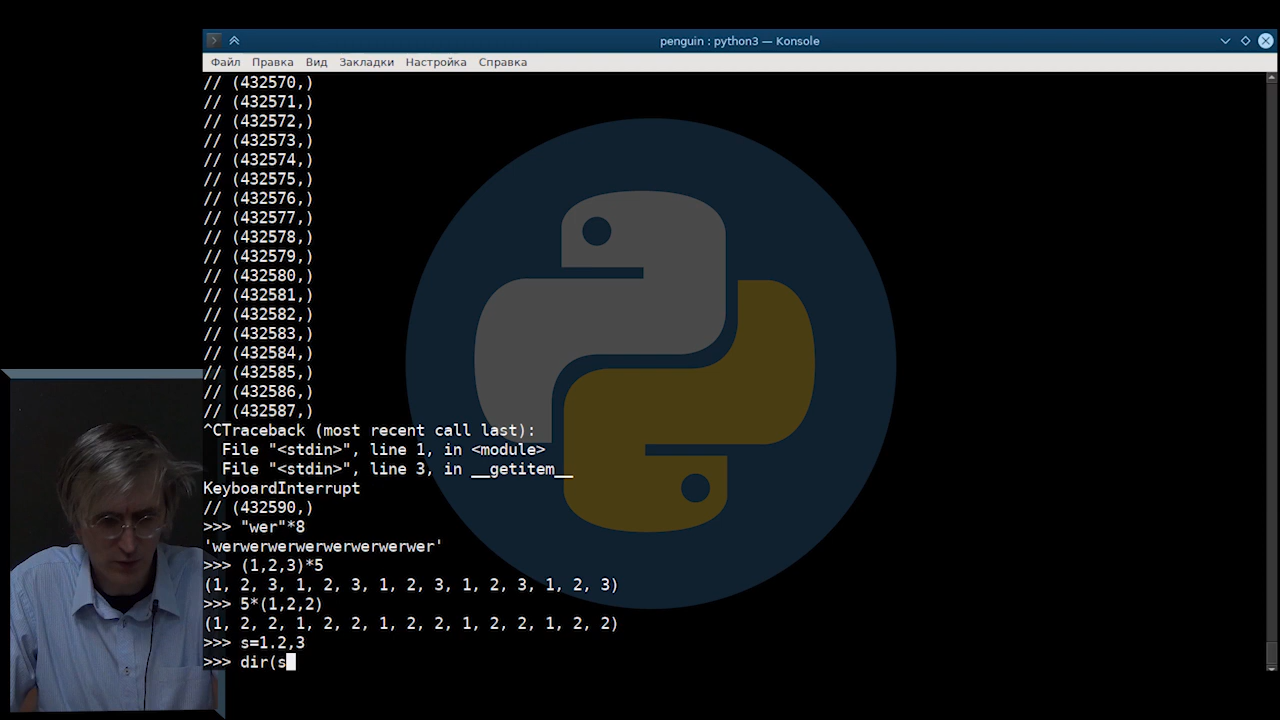 penguin : python3 — Konsole
Файл Правка Вид Закладки Настройка Справка
// (432570,)
// (432571,)
// (432572,)
// (432573,)
// (432574,)
// (432575,)
// (432576,)
// (432577,)
// (432578,)
// (432579,)
// (432580,)
// (432581,)
// (432582,)
// (432583,)
// (432584,)
// (432585,)
// (432586,)
// (432587,)
^CTraceback (most recent call last):
  File "<stdin>", line 1, in <module>
  File "<stdin>", line 3, in __getitem__
KeyboardInterrupt
// (432590,)
>>> "wer"*8
'werwerwerwerwerwerwerwer'
>>> (1,2,3)*5
(1, 2, 3, 1, 2, 3, 1, 2, 3, 1, 2, 3, 1, 2, 3)
>>> 5*(1,2,2)
(1, 2, 2, 1, 2, 2, 1, 2, 2, 1, 2, 2, 1, 2, 2)
>>> s=1.2,3
>>> dir(s